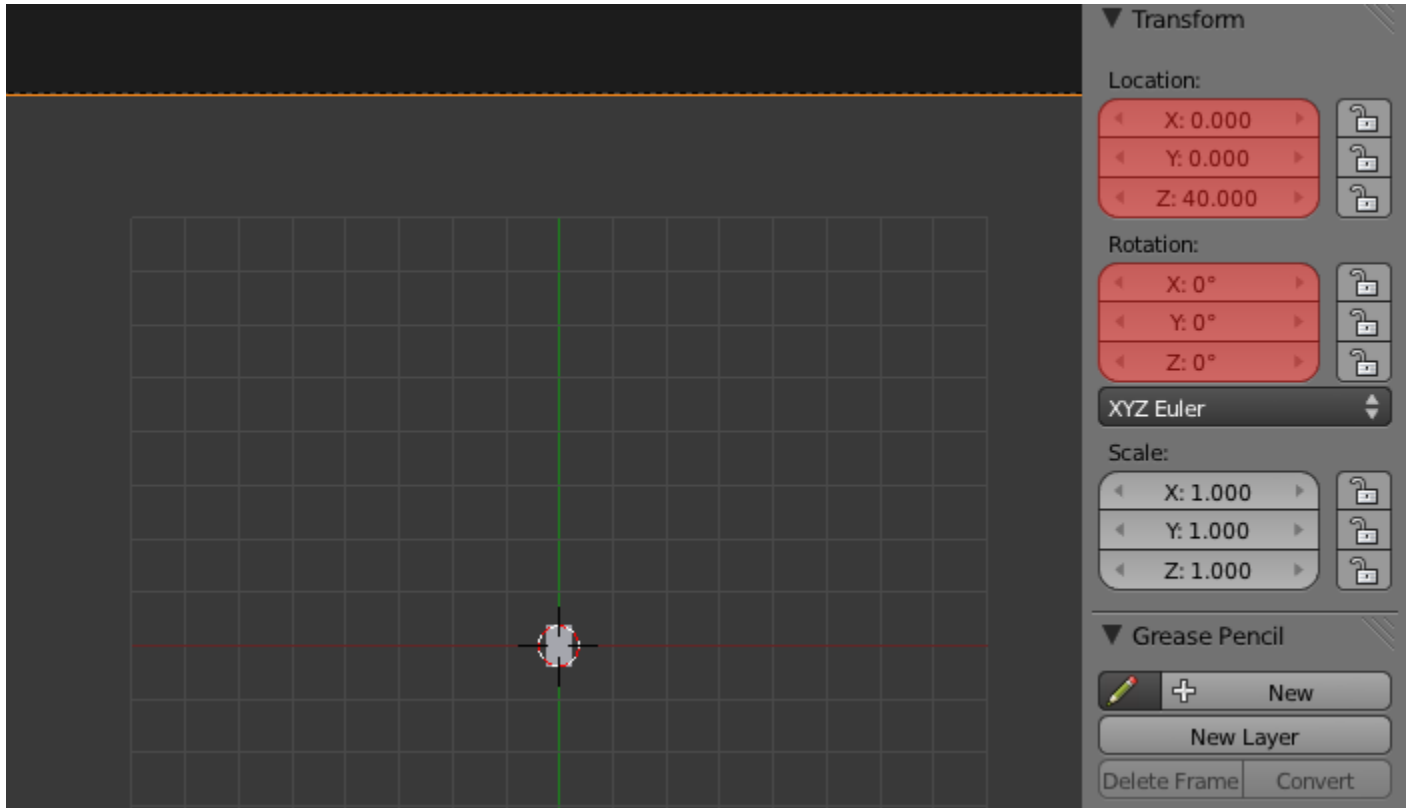 Transform
Location:
X: 0.000
Y: 0.000
Z: 40.000
Rotation:
X: 0°
Y: 0°
Z: 0°
XYZ Euler
Scale:
X: 1.000
Y: 1.000
Z: 1.000
Grease Pencil
New
New Layer
Delete Frame Convert